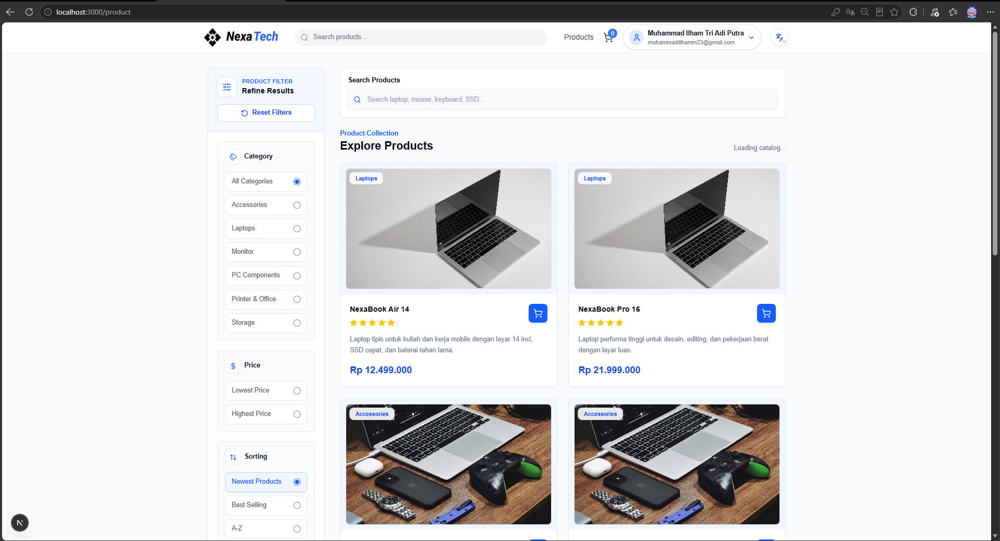 localhost:3000/product
NexaTech
Search products...
Products
0
Muhammad Ilham Tri Adi Putra
muhammadillhamm23@gmail.com
PRODUCT FILTER
Refine Results
Reset Filters
Category
All Categories
Accessories
Laptops
Monitor
PC Components
Printer & Office
Storage
Price
Lowest Price
Highest Price
Sorting
Newest Products
Best Selling
A-Z
Search Products
Search laptop, mouse, keyboard, SSD...
Product Collection
Explore Products
Loading catalog...
Laptops
NexaBook Air 14
Laptop tipis untuk kuliah dan kerja mobile dengan layar 14 inci,
SSD cepat, dan baterai tahan lama.
Rp 12.499.000
Laptops
NexaBook Pro 16
Laptop performa tinggi untuk desain, editing, dan pekerjaan berat
dengan layar luas.
Rp 21.999.000
Accessories
Accessories
N